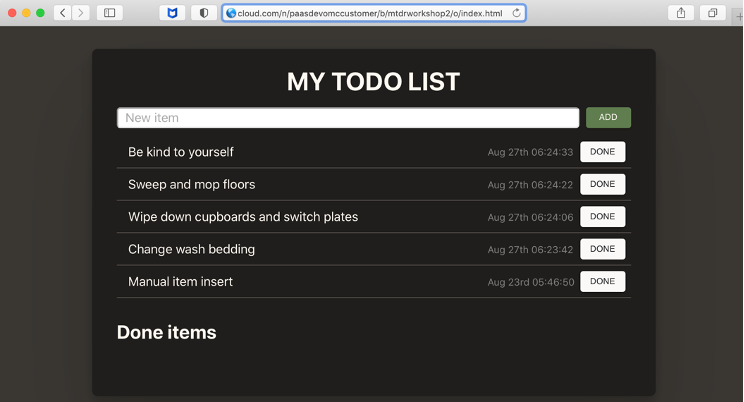 cloud.com/n/paasdevomccustomer/b/mtdrworkshop2/o/index.html
MY TODO LIST
New item ADD
Be kind to yourself Aug 27th 06:24:33 DONE
Sweep and mop floors Aug 27th 06:24:22 DONE
Wipe down cupboards and switch plates Aug 27th 06:24:06 DONE
Change wash bedding Aug 27th 06:23:42 DONE
Manual item insert Aug 23rd 05:46:50 DONE
Done items